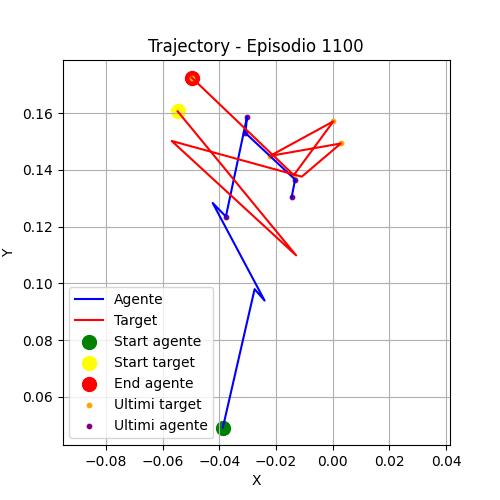 Trajectory - Episodio 1100
Y
0.16
0.14
0.12
0.10
0.08
0.06
Agente
Target
Start agente
Start target
End agente
Ultimi target
Ultimi agente
−0.08 −0.06 −0.04 −0.02 0.00 0.02 0.04
X